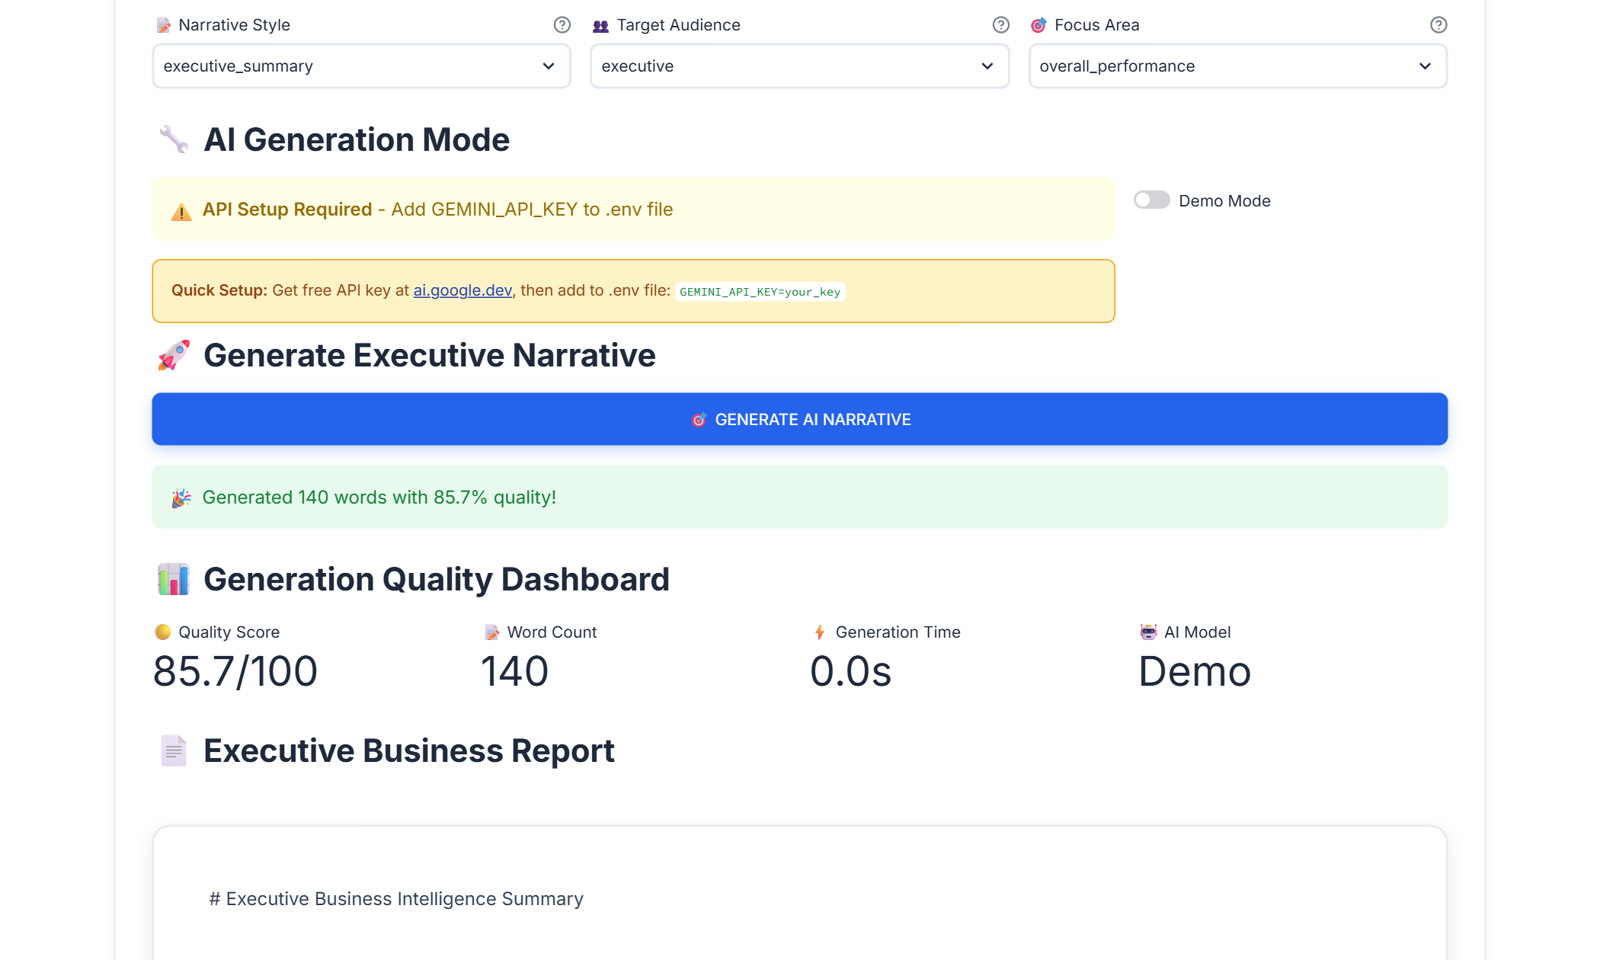 Narrative Style
Target Audience
Focus Area
executive_summary
executive
overall_performance
AI Generation Mode
API Setup Required - Add GEMINI_API_KEY to .env file
Demo Mode
Quick Setup: Get free API key at ai.google.dev, then add to .env file: GEMINI_API_KEY=your_key
Generate Executive Narrative
GENERATE AI NARRATIVE
Generated 140 words with 85.7% quality!
Generation Quality Dashboard
Quality Score
Word Count
Generation Time
AI Model
85.7/100
140
0.0s
Demo
Executive Business Report
# Executive Business Intelligence Summary